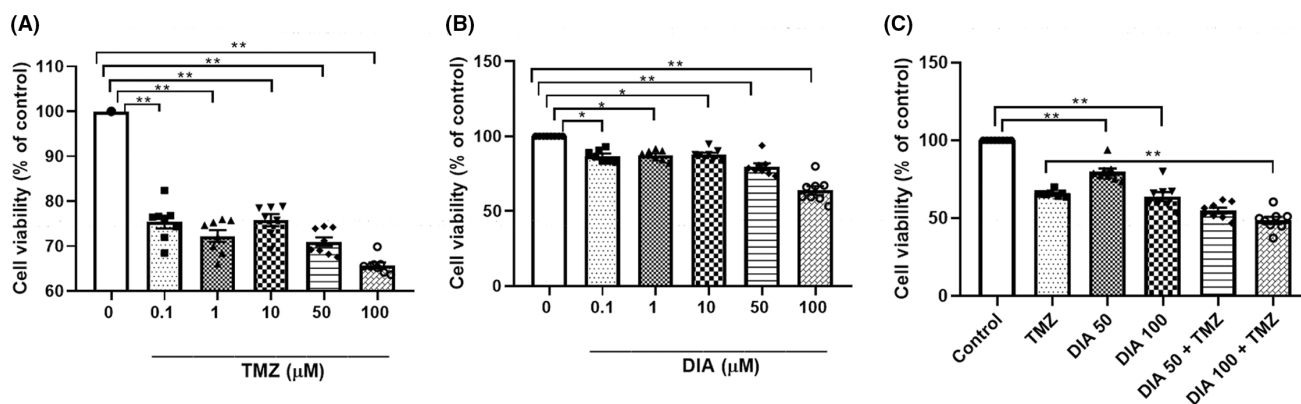 (A)
**
**
**
**
**
Cell viability (% of control)
110
100
90
80
70
60
0 0.1 1 10 50 100
TMZ (μM)
(B)
**
**
*
*
*
Cell viability (% of control)
150
100
50
0
0 0.1 1 10 50 100
DIA (μM)
(C)
**
**
**
Cell viability (% of control)
150
100
50
0
Control
TMZ
DIA 50
DIA 100
DIA 50 + TMZ
DIA 100 + TMZ